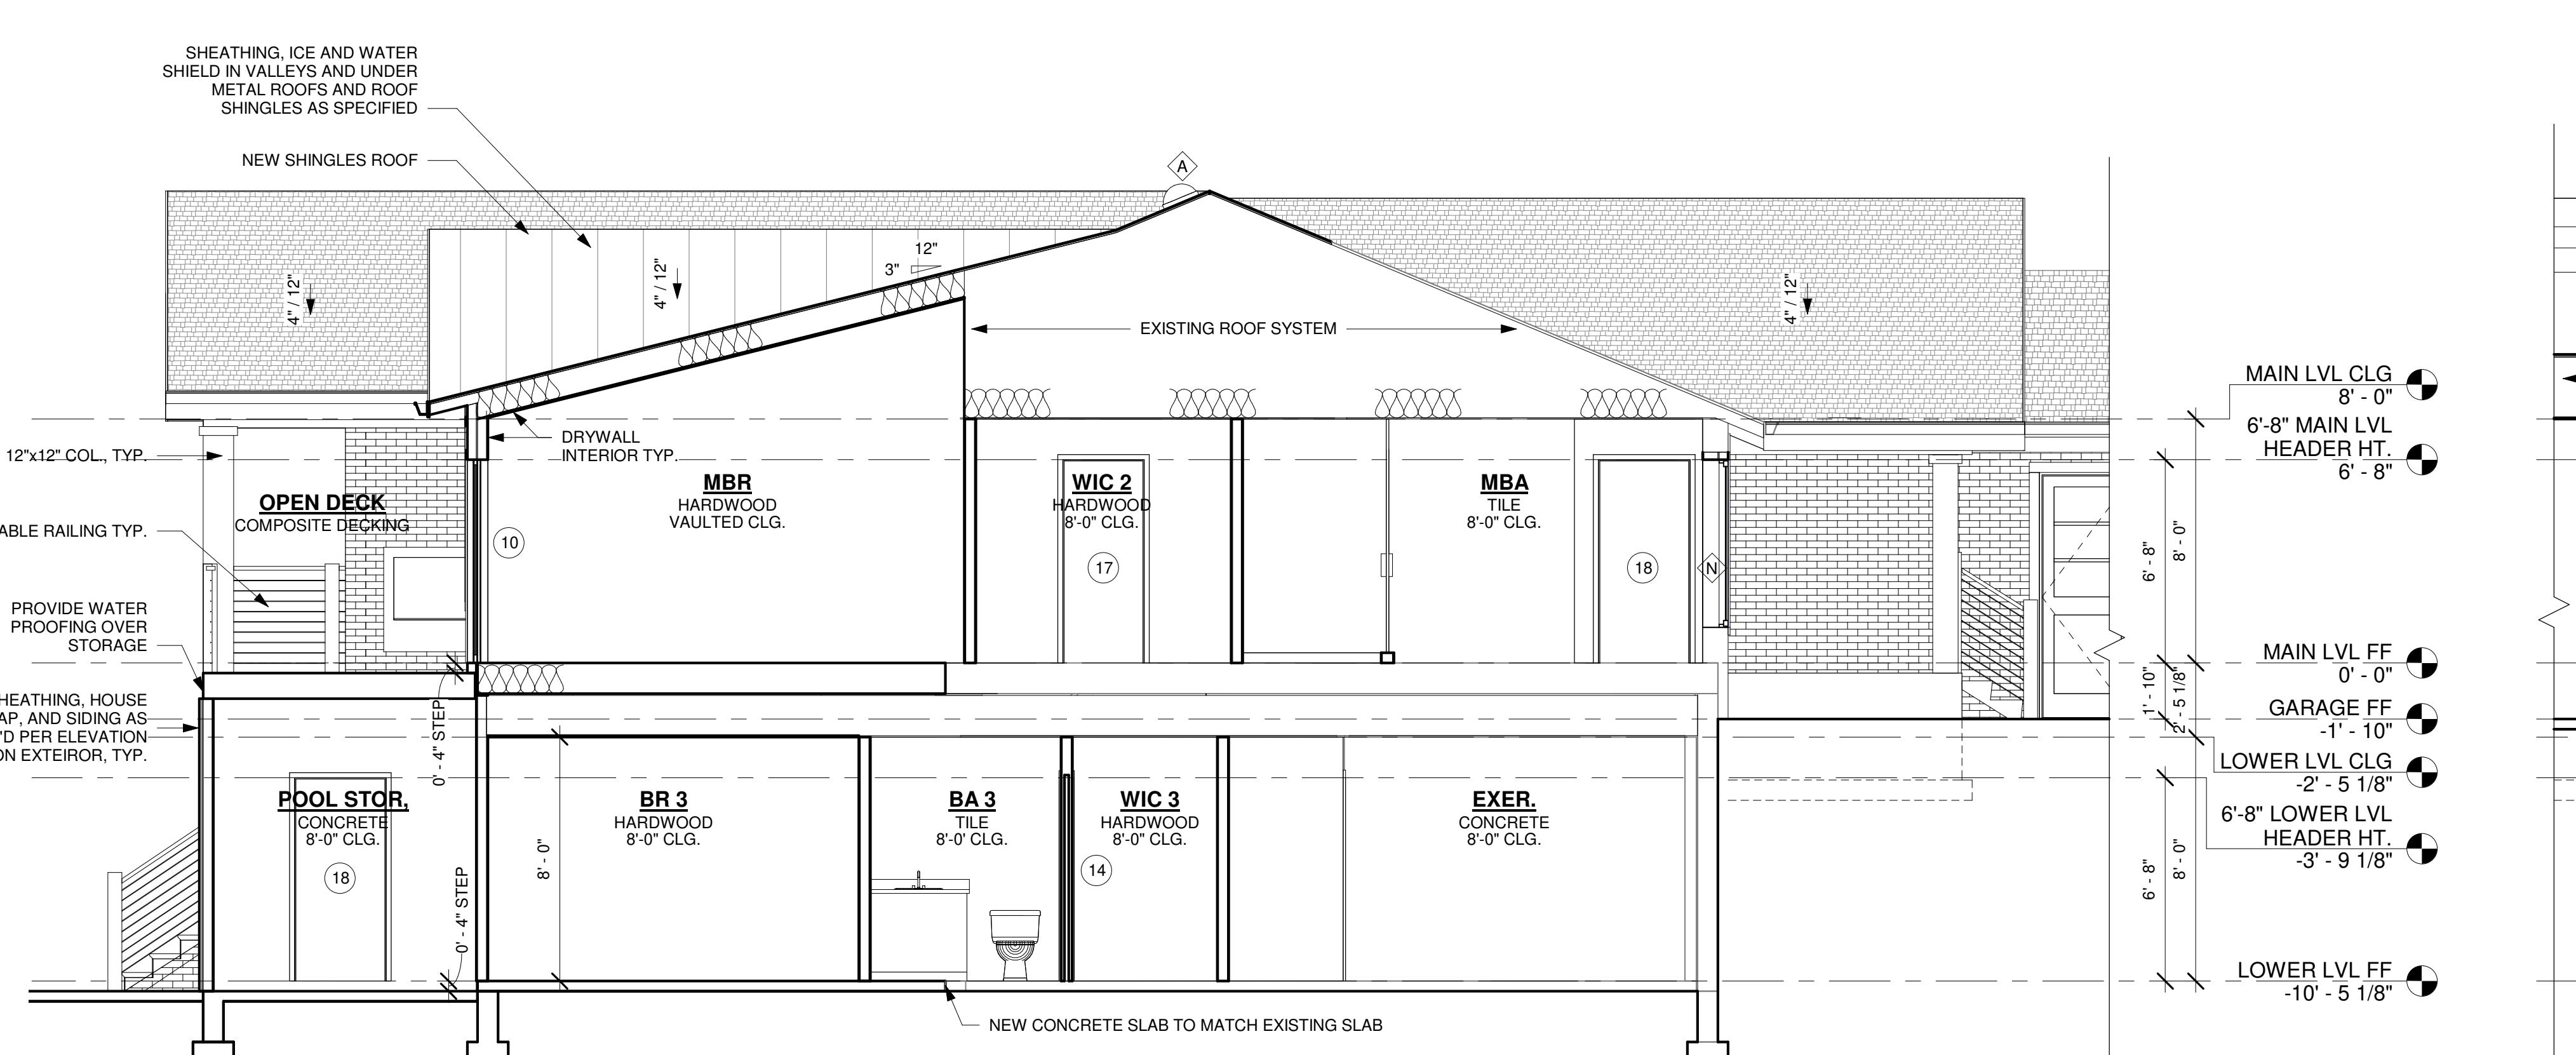 SHEATHING, ICE AND WATER
SHIELD IN VALLEYS AND UNDER
METAL ROOFS AND ROOF
SHINGLES AS SPECIFIED
NEW SHINGLES ROOF
A
12"
3"
4" / 12"
4" / 12"
4" / 12"
EXISTING ROOF SYSTEM
12"x12" COL., TYP.
DRYWALL
INTERIOR TYP.
OPEN DECK
COMPOSITE DECKING
MBR
HARDWOOD
VAULTED CLG.
WIC 2
HARDWOOD
8'-0" CLG.
MBA
TILE
8'-0" CLG.
10
17
18
N
ABLE RAILING TYP.
PROVIDE WATER
PROOFING OVER
STORAGE
HEATHING, HOUSE
AP, AND SIDING AS
'D PER ELEVATION
ON EXTEIROR, TYP.
0' - 4" STEP
POOL STOR,
CONCRETE
8'-0" CLG.
18
0' - 4" STEP
8' - 0"
BR 3
HARDWOOD
8'-0" CLG.
BA 3
TILE
8'-0' CLG.
WIC 3
HARDWOOD
8'-0" CLG.
14
EXER.
CONCRETE
8'-0" CLG.
NEW CONCRETE SLAB TO MATCH EXISTING SLAB
6' - 8"
8' - 0"
1' - 10"
2' - 5 1/8"
6' - 8"
8' - 0"
MAIN LVL CLG
8' - 0"
6'-8" MAIN LVL
HEADER HT.
6' - 8"
MAIN LVL FF
0' - 0"
GARAGE FF
-1' - 10"
LOWER LVL CLG
-2' - 5 1/8"
6'-8" LOWER LVL
HEADER HT.
-3' - 9 1/8"
LOWER LVL FF
-10' - 5 1/8"